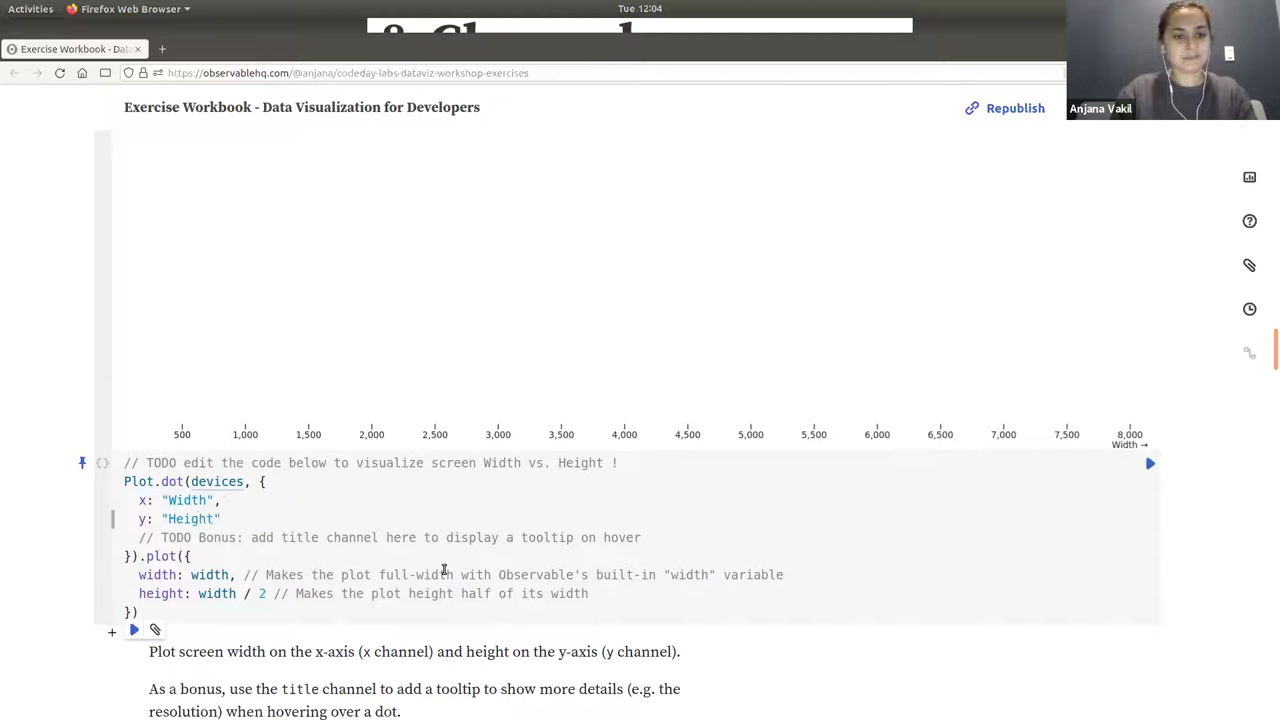 Activities
Firefox Web Browser
Tue 12:04
Exercise Workbook - Dat
https://observablehq.com/@anjana/codeday-labs-dataviz-workshop-exercises
Anjana Vakil
Exercise Workbook - Data Visualization for Developers
Republish
500 1,000 1,500 2,000 2,500 3,000 3,500 4,000 4,500 5,000 5,500 6,000 6,500 7,000 7,500 8,000
Width →
// TODO edit the code below to visualize screen Width vs. Height !
Plot.dot(devices, {
x: "Width",
y: "Height"
// TODO Bonus: add title channel here to display a tooltip on hover
}).plot({
width: width, // Makes the plot full-width with Observable's built-in "width" variable
height: width / 2 // Makes the plot height half of its width
})
Plot screen width on the x-axis (x channel) and height on the y-axis (y channel).
As a bonus, use the title channel to add a tooltip to show more details (e.g. the
resolution) when hovering over a dot.